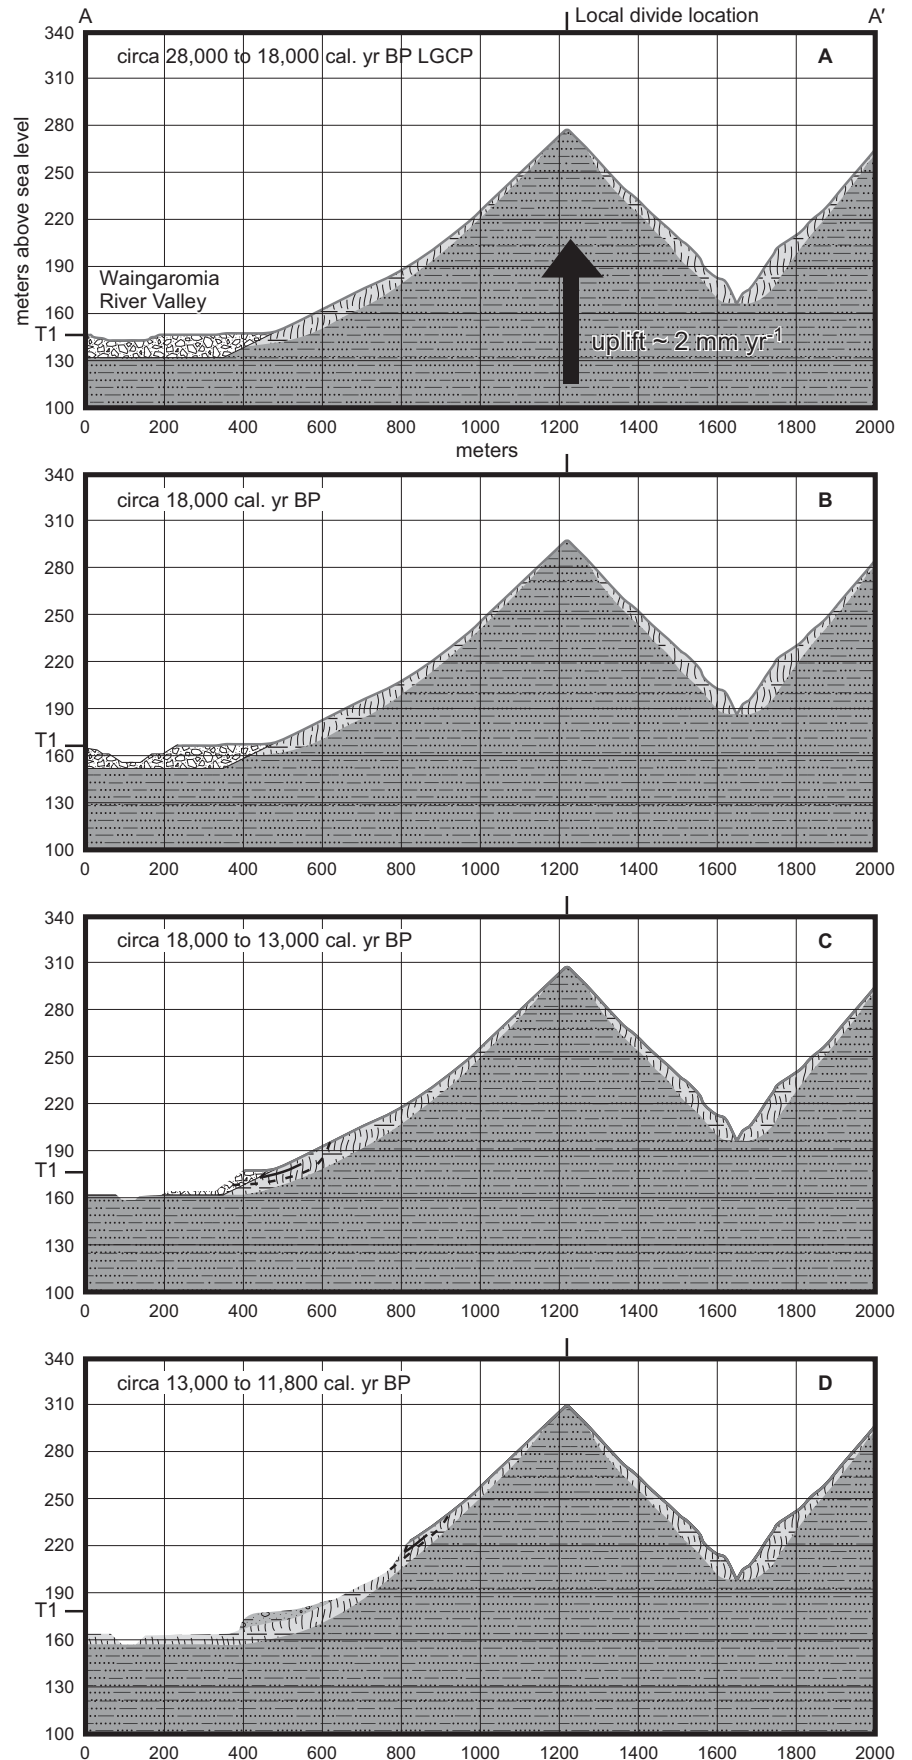 A
Local divide location
A′
340
circa 28,000 to 18,000 cal. yr BP LGCP
A
310
280
250
220
190
160
130
100
meters above sea level
Waingaromia
River Valley
T1
uplift ~ 2 mm yr-1
0 200 400 600 800 1000 1200 1400 1600 1800 2000
meters
340
circa 18,000 cal. yr BP
B
310
280
250
220
190
T1
160
130
100
0 200 400 600 800 1000 1200 1400 1600 1800 2000
340
circa 18,000 to 13,000 cal. yr BP
C
310
280
250
220
190
T1
160
130
100
0 200 400 600 800 1000 1200 1400 1600 1800 2000
340
circa 13,000 to 11,800 cal. yr BP
D
310
280
250
220
190
T1
160
130
100
0 200 400 600 800 1000 1200 1400 1600 1800 2000